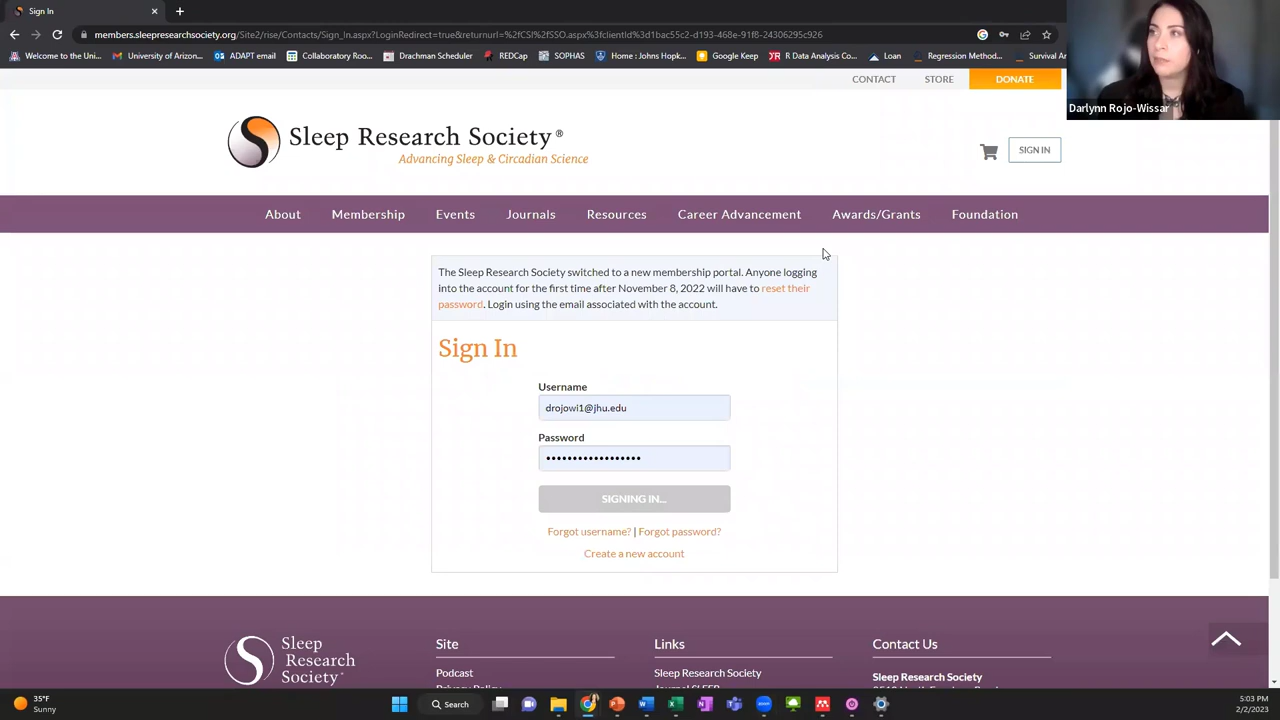 Sign In
members.sleepresearchsociety.org/Site2/rise/Contacts/Sign_In.aspx?LoginRedirect=true&returnurl=%2fCSI%2fSSO.aspx%3fclientId%3d1bac55c2-d193-468e-91f8-24306295c926
Welcome to the Uni...
University of Arizon...
ADAPT email
Collaboratory Roa...
Drachman Scheduler
REDCap
SOPHAS
Home : Johns Hopk...
Google Keep
R Data Analysis Co...
Loan
Regression Method...
Survival An
CONTACT STORE DONATE
Darlynn Rojo-Wissar
Sleep Research Society®
Advancing Sleep & Circadian Science
SIGN IN
About Membership Events Journals Resources Career Advancement Awards/Grants Foundation
The Sleep Research Society switched to a new membership portal. Anyone logging
into the account for the first time after November 8, 2022 will have to reset their
password. Login using the email associated with the account.
Sign In
Username
drojowi1@jhu.edu
Password
••••••••••••••••••
SIGNING IN...
Forgot username? | Forgot password?
Create a new account
Sleep
Research
Society
Site
Podcast
Links
Sleep Research Society
Journal SLEEP
Contact Us
Sleep Research Society
35°F
Sunny
Search
5:03 PM
2/2/2023